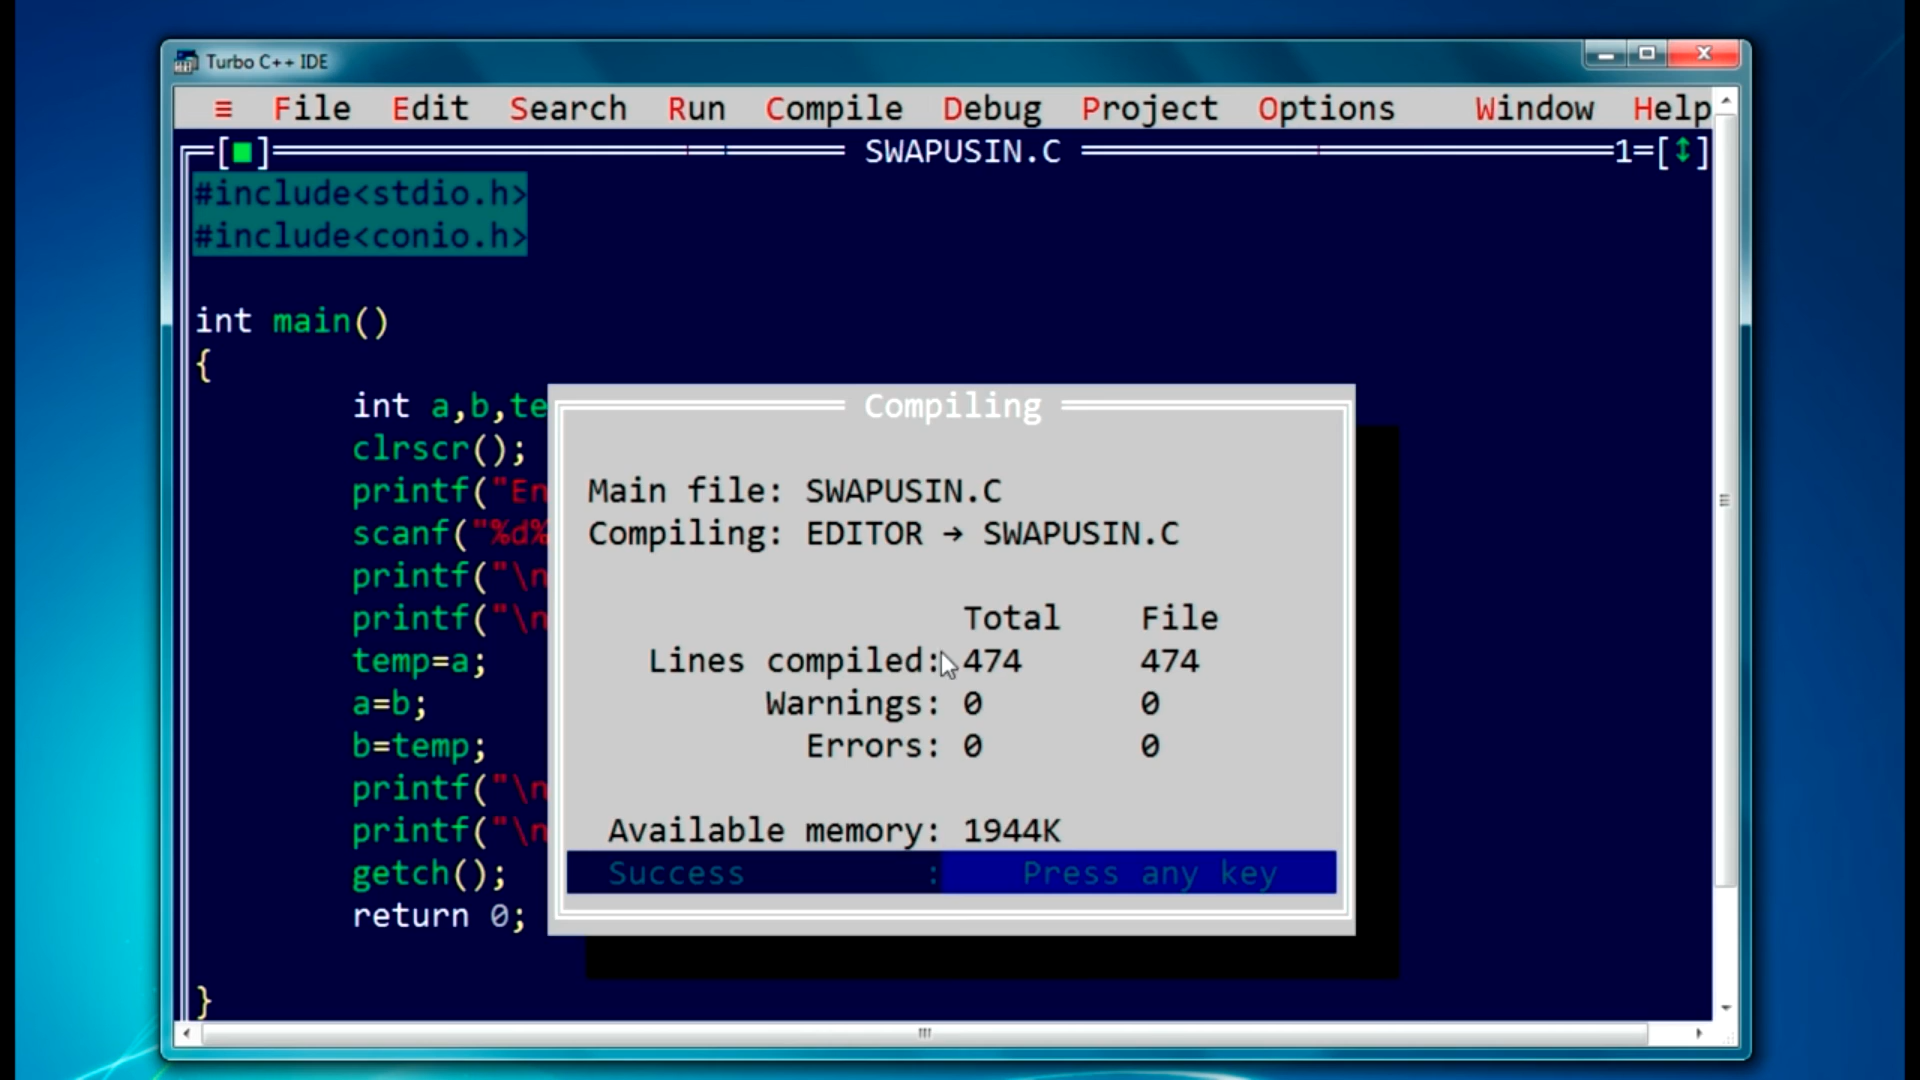 Turbo C++ IDE
≡ File Edit Search Run Compile Debug Project Options Window Help
[■] SWAPUSIN.C 1=[↕]
#include<stdio.h>
#include<conio.h>
int main()
{
int a,b,te
clrscr();
printf("En
scanf("%d%
printf("\n
printf("\n
temp=a;
a=b;
b=temp;
printf("\n
printf("\n
getch();
return 0;
}
Compiling
Main file: SWAPUSIN.C
Compiling: EDITOR → SWAPUSIN.C
Total File
Lines compiled: 474 474
Warnings: 0 0
Errors: 0 0
Available memory: 1944K
Success : Press any key